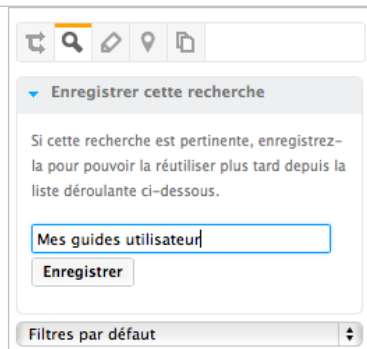 Enregistrer cette recherche
Si cette recherche est pertinente, enregistrez-
la pour pouvoir la réutiliser plus tard depuis la
liste déroulante ci-dessous.
Mes guides utilisateur
Enregistrer
Filtres par défaut